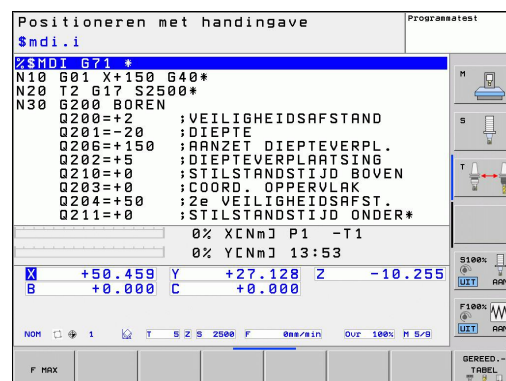 Positioneren met handingave
Programmatest
$mdi.i
%$MDI G71 *
N10 G01 X+150 G40*
N20 T2 G17 S2500*
N30 G200 BOREN
Q200=+2 ;VEILIGHEIDSAFSTAND
Q201=-20 ;DIEPTE
Q206=+150 ;AANZET DIEPTEVERPL.
Q202=+5 ;DIEPTEVERPLAATSING
Q210=+0 ;STILSTANDSTIJD BOVEN
Q203=+0 ;COORD. OPPERVLAK
Q204=+50 ;2e VEILIGHEIDSAFST.
Q211=+0 ;STILSTANDSTIJD ONDER*
0% X[Nm] P1 -T1
0% Y[Nm] 13:53
X +50.459 Y +27.128 Z -10.255
B +0.000 C +0.000
NOM 1 T 5 Z S 2500 F 0mm/min Ovr 100% M 5/9
F MAX
M
S
T
S100%
UIT AAN
F100%
UIT AAN
GEREED.-
TABEL